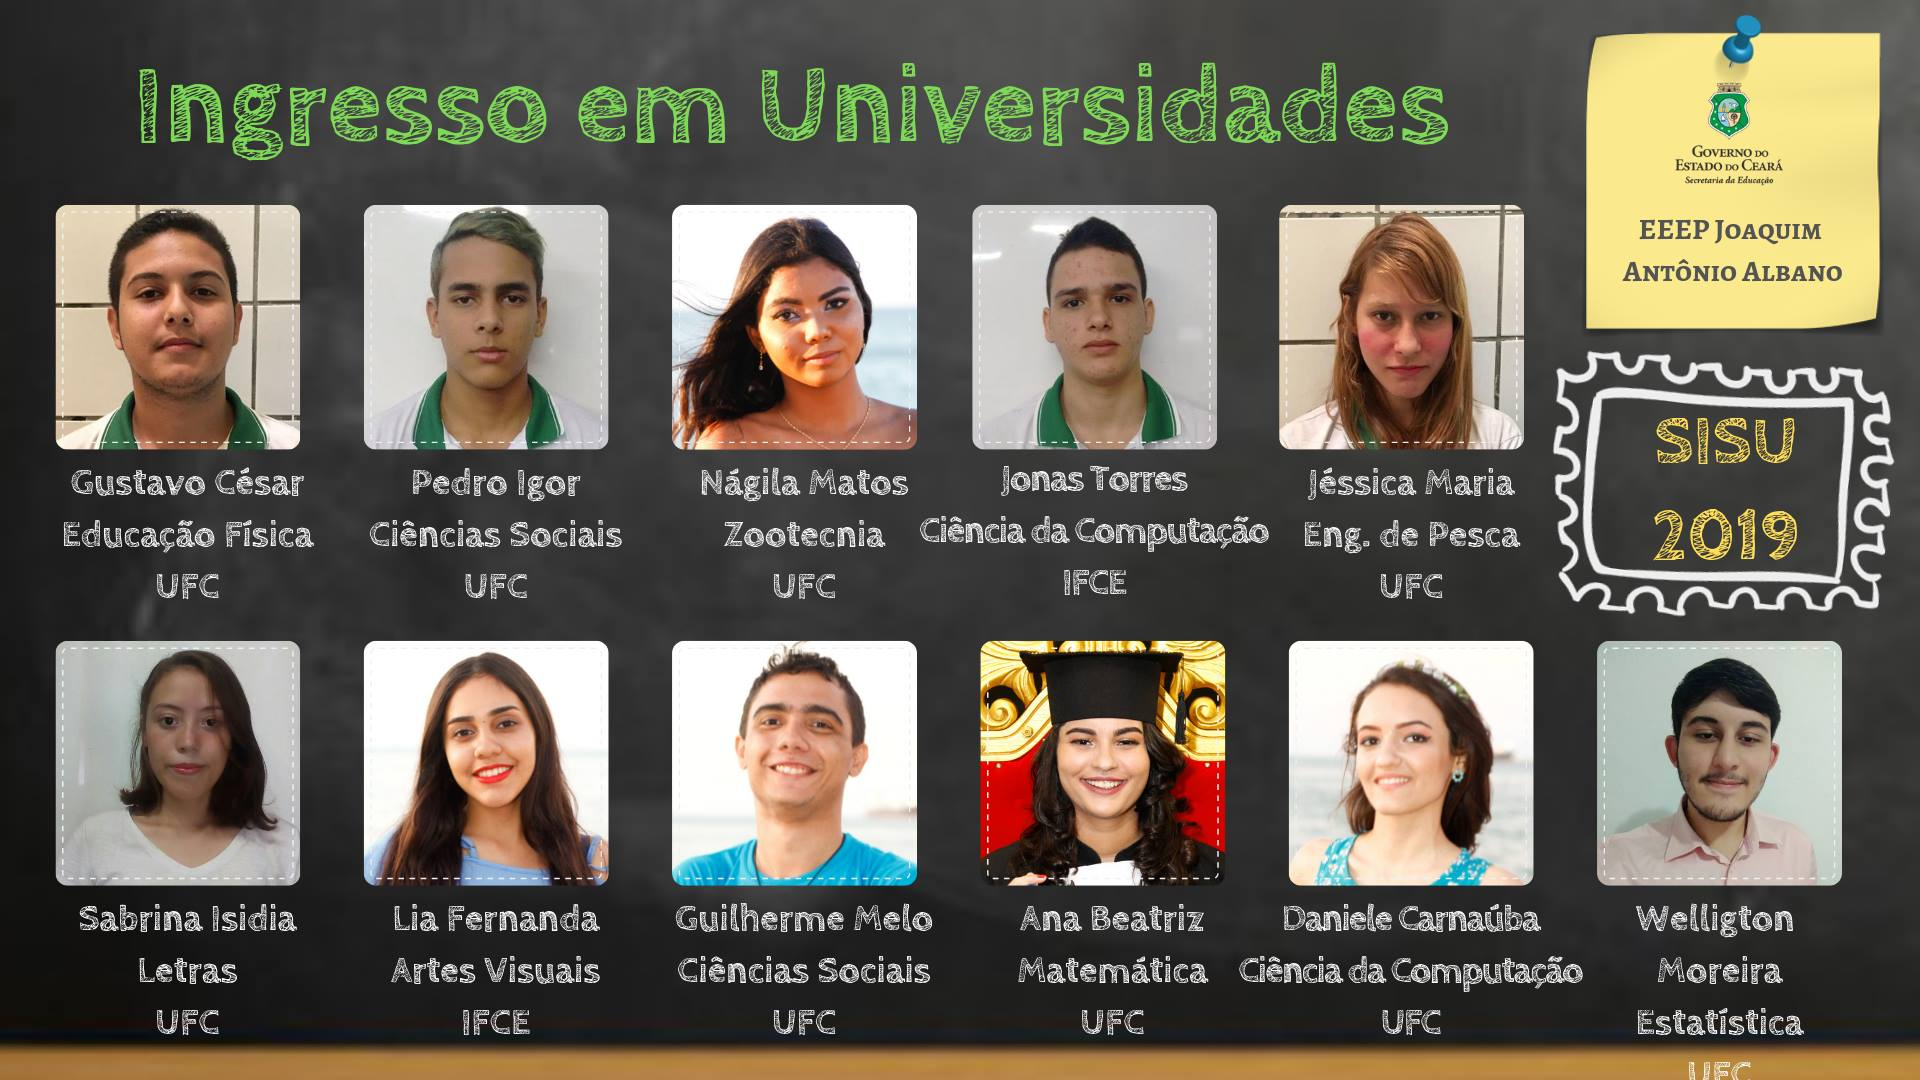 Ingresso em Universidades
GOVERNO DO
ESTADO DO CEARÁ
Secretaria da Educação
EEEP JOAQUIM
ANTÔNIO ALBANO
SISU
2019
Gustavo César
Educação Física
UFC
Pedro Igor
Ciências Sociais
UFC
Nágila Matos
Zootecnia
UFC
Jonas Torres
Ciência da Computação
IFCE
Jéssica Maria
Eng. de Pesca
UFC
Sabrina Isidia
Letras
UFC
Lia Fernanda
Artes Visuais
IFCE
Guilherme Melo
Ciências Sociais
UFC
Ana Beatriz
Matemática
UFC
Daniele Carnaúba
Ciência da Computação
UFC
Welligton
Moreira
Estatística
UFC